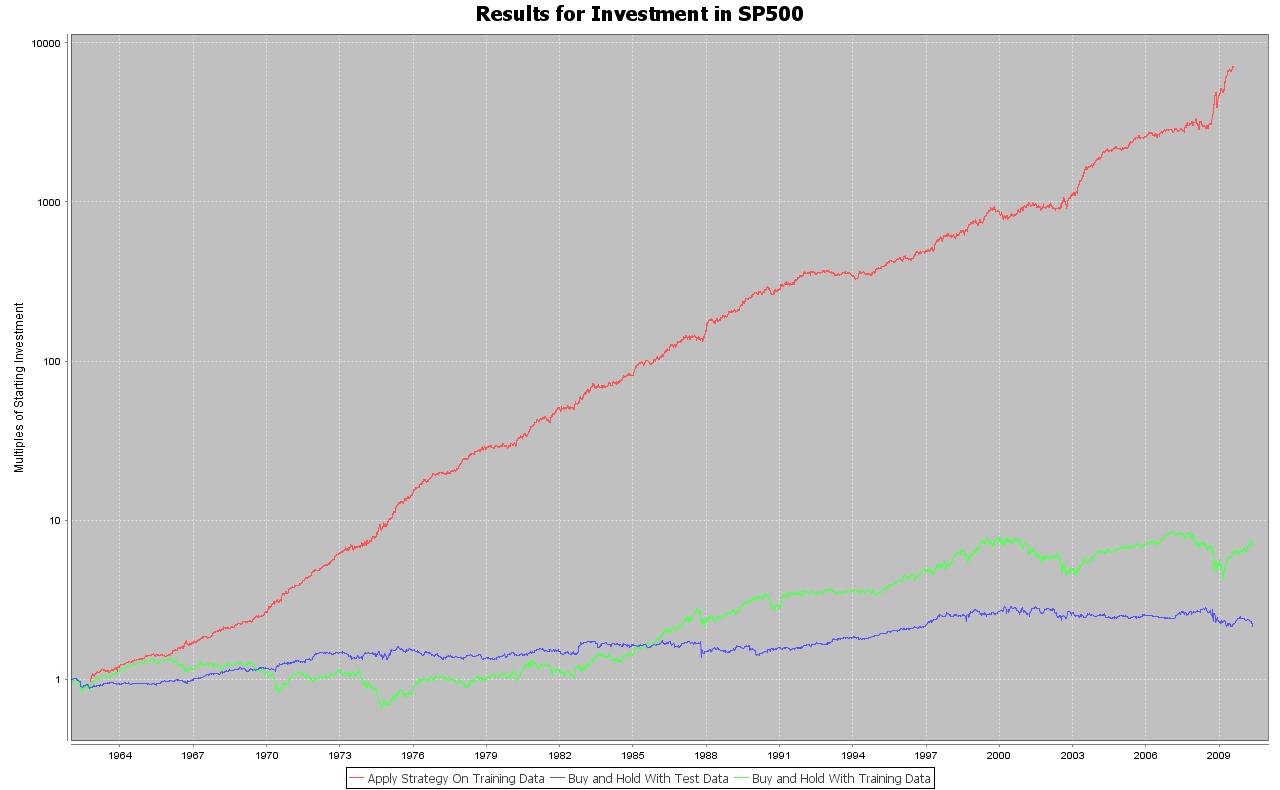 Results for Investment in SP500
10000
1000
100
10
1
Multiples of Starting Investment
1964 1967 1970 1973 1976 1979 1982 1985 1988 1991 1994 1997 2000 2003 2006 2009
Apply Strategy On Training Data Buy and Hold With Test Data Buy and Hold With Training Data